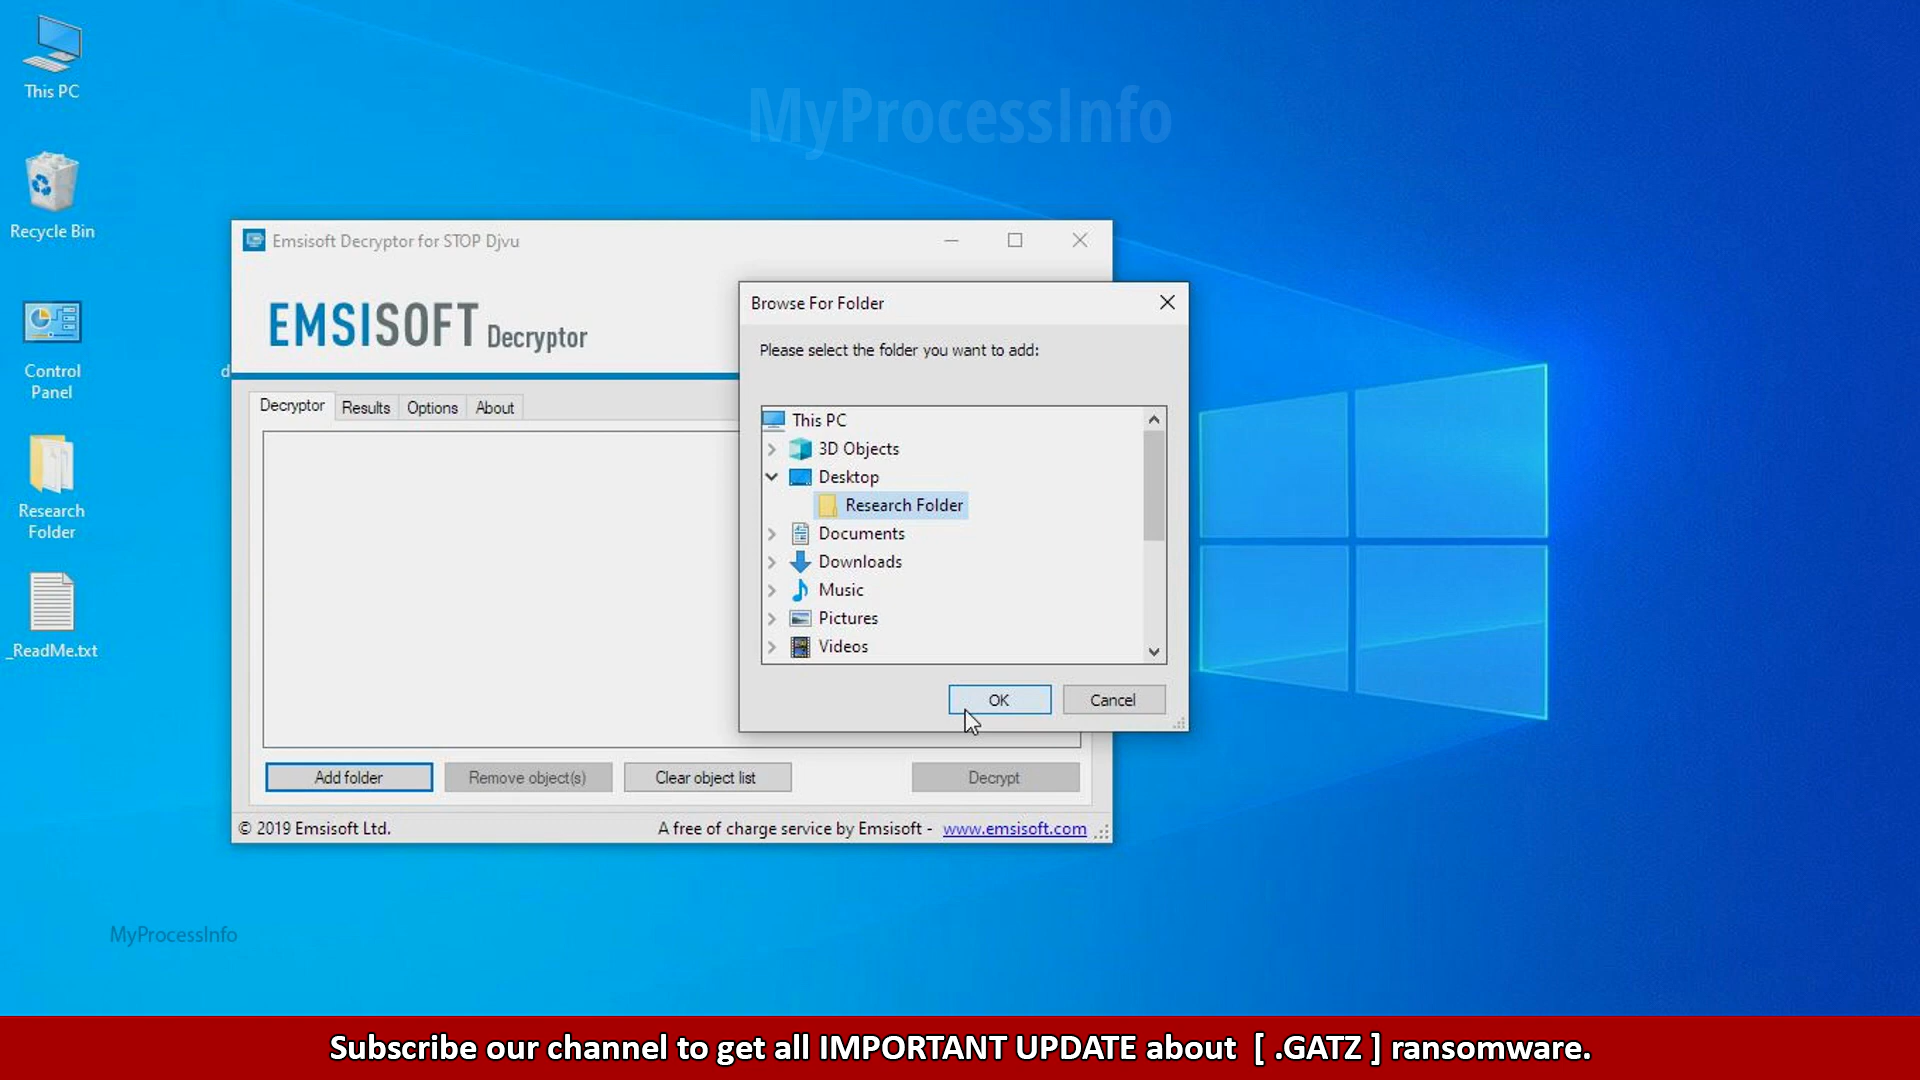 This PC
Recycle Bin
Control
Panel
Research
Folder
_ReadMe.txt
MyProcessInfo
d
Emsisoft Decryptor for STOP Djvu
EMSISOFT Decryptor
Decryptor
Results
Options
About
Browse For Folder
Please select the folder you want to add:
This PC
3D Objects
Desktop
Research Folder
Documents
Downloads
Music
Pictures
Videos
OK
Cancel
Add folder
Remove object(s)
Clear object list
Decrypt
© 2019 Emsisoft Ltd.
A free of charge service by Emsisoft - www.emsisoft.com
MyProcessInfo
Subscribe our channel to get all IMPORTANT UPDATE about [ .GATZ ] ransomware.